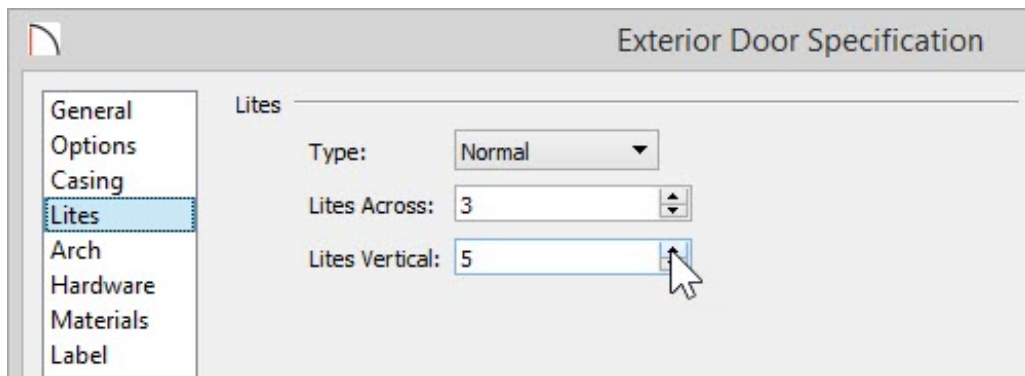 Exterior Door Specification
General
Options
Casing
Lites
Arch
Hardware
Materials
Label
Lites
Type: Normal
Lites Across: 3
Lites Vertical: 5